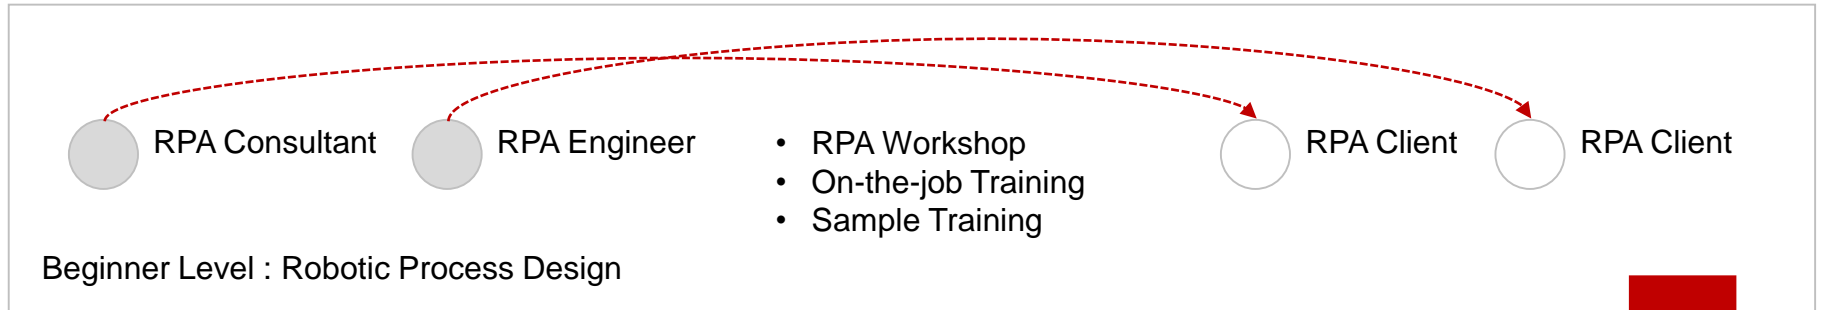 RPA Consultant
RPA Engineer
• RPA Workshop
• On-the-job Training
• Sample Training
RPA Client
RPA Client
Beginner Level : Robotic Process Design